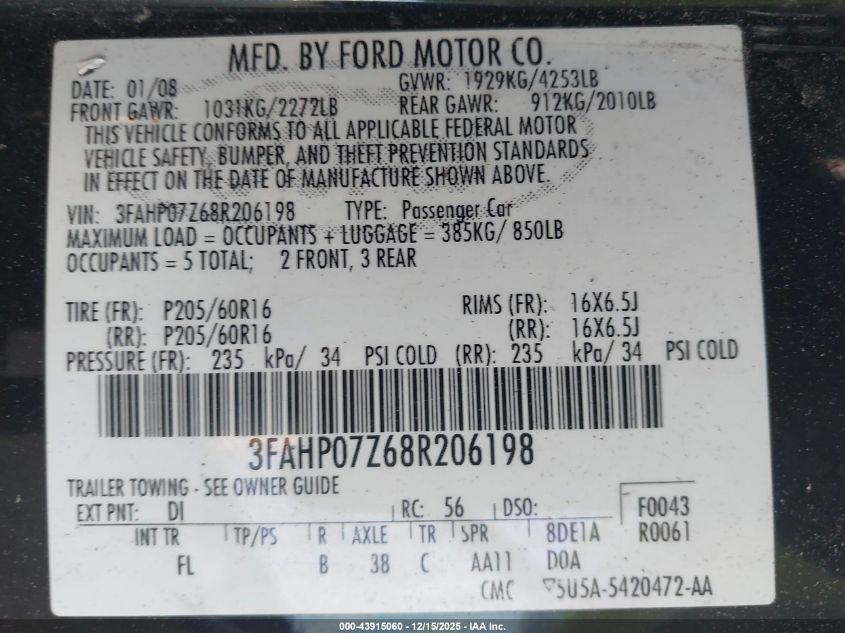 MFD. BY FORD MOTOR CO.
DATE: 01/08 GVWR: 1929KG/4253LB
FRONT GAWR: 1031KG/2272LB REAR GAWR: 912KG/2010LB
THIS VEHICLE CONFORMS TO ALL APPLICABLE FEDERAL MOTOR
VEHICLE SAFETY, BUMPER, AND THEFT PREVENTION STANDARDS
IN EFFECT ON THE DATE OF MANUFACTURE SHOWN ABOVE.
VIN: 3FAHP07Z68R206198 TYPE: Passenger Car
MAXIMUM LOAD = OCCUPANTS + LUGGAGE = 385KG/ 850LB
OCCUPANTS = 5 TOTAL; 2 FRONT, 3 REAR
TIRE (FR): P205/60R16 RIMS (FR): 16X6.5J
(RR): P205/60R16 (RR): 16X6.5J
PRESSURE (FR): 235 kPa/ 34 PSI COLD (RR): 235 kPa/ 34 PSI COLD
3FAHP07Z68R206198
TRAILER TOWING - SEE OWNER GUIDE
EXT PNT: DI RC: 56 DSO: F0043
INT TR TP/PS R AXLE TR SPR 8DE1A R0061
FL B 38 C AA11 D0A
CMC 5U5A-5420472-AA
000-43915060 - 12/15/2025 - IAA Inc.